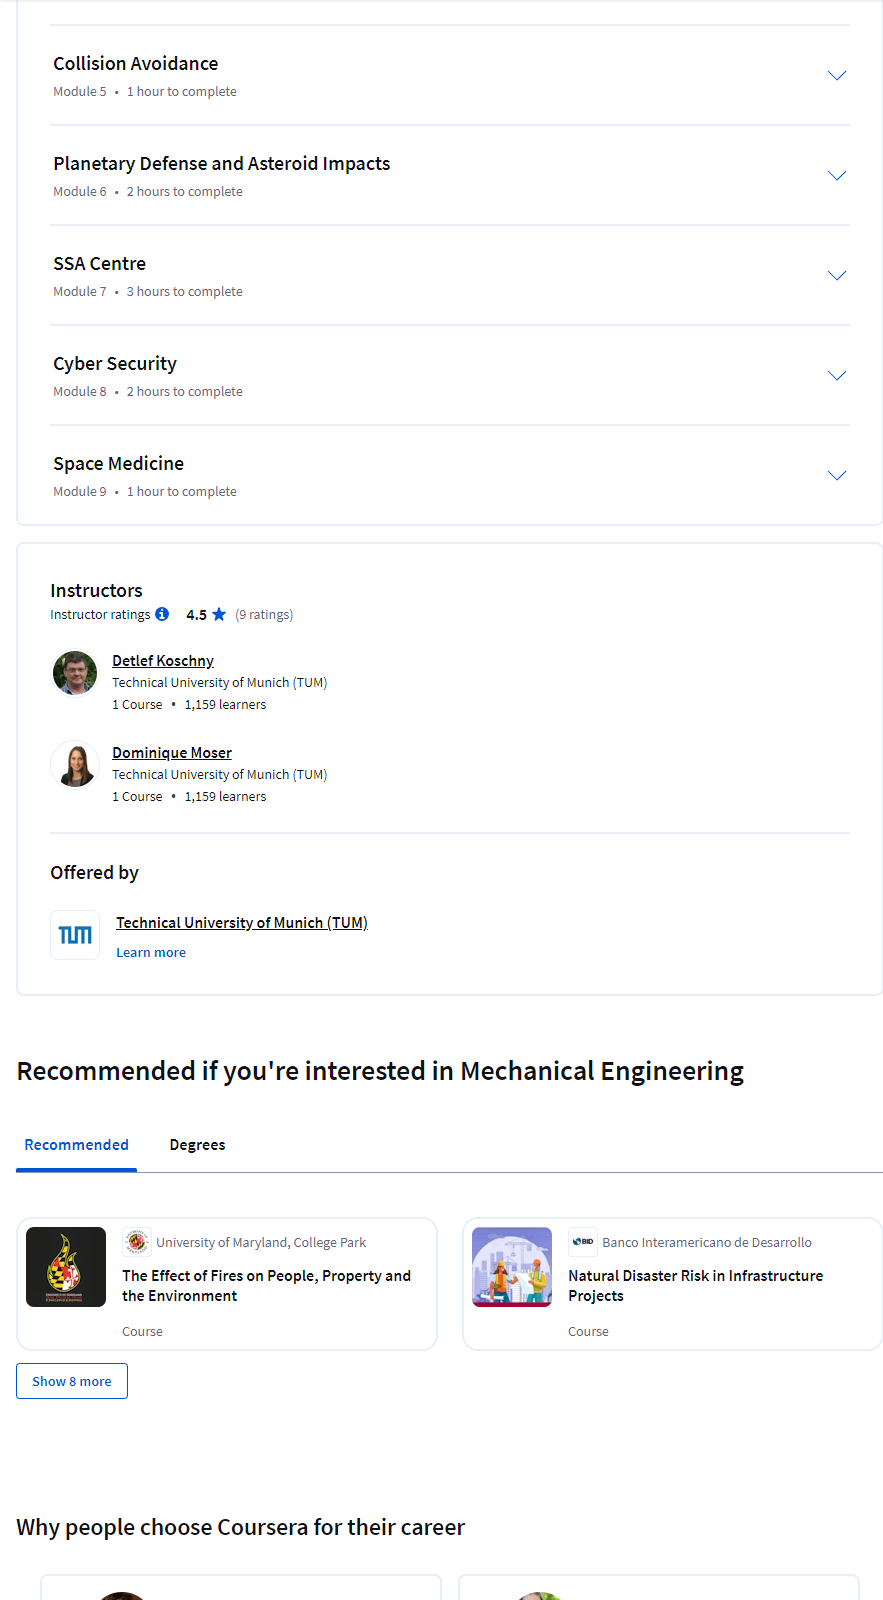 Collision Avoidance
Module 5 • 1 hour to complete
Planetary Defense and Asteroid Impacts
Module 6 • 2 hours to complete
SSA Centre
Module 7 • 3 hours to complete
Cyber Security
Module 8 • 2 hours to complete
Space Medicine
Module 9 • 1 hour to complete
Instructors
Instructor ratings 4.5 (9 ratings)
Detlef Koschny
Technical University of Munich (TUM)
1 Course • 1,159 learners
Dominique Moser
Technical University of Munich (TUM)
1 Course • 1,159 learners
Offered by
TUM
Technical University of Munich (TUM)
Learn more
Recommended if you're interested in Mechanical Engineering
Recommended
Degrees
University of Maryland, College Park
The Effect of Fires on People, Property and
the Environment
Course
BID
Banco Interamericano de Desarrollo
Natural Disaster Risk in Infrastructure
Projects
Course
Show 8 more
Why people choose Coursera for their career